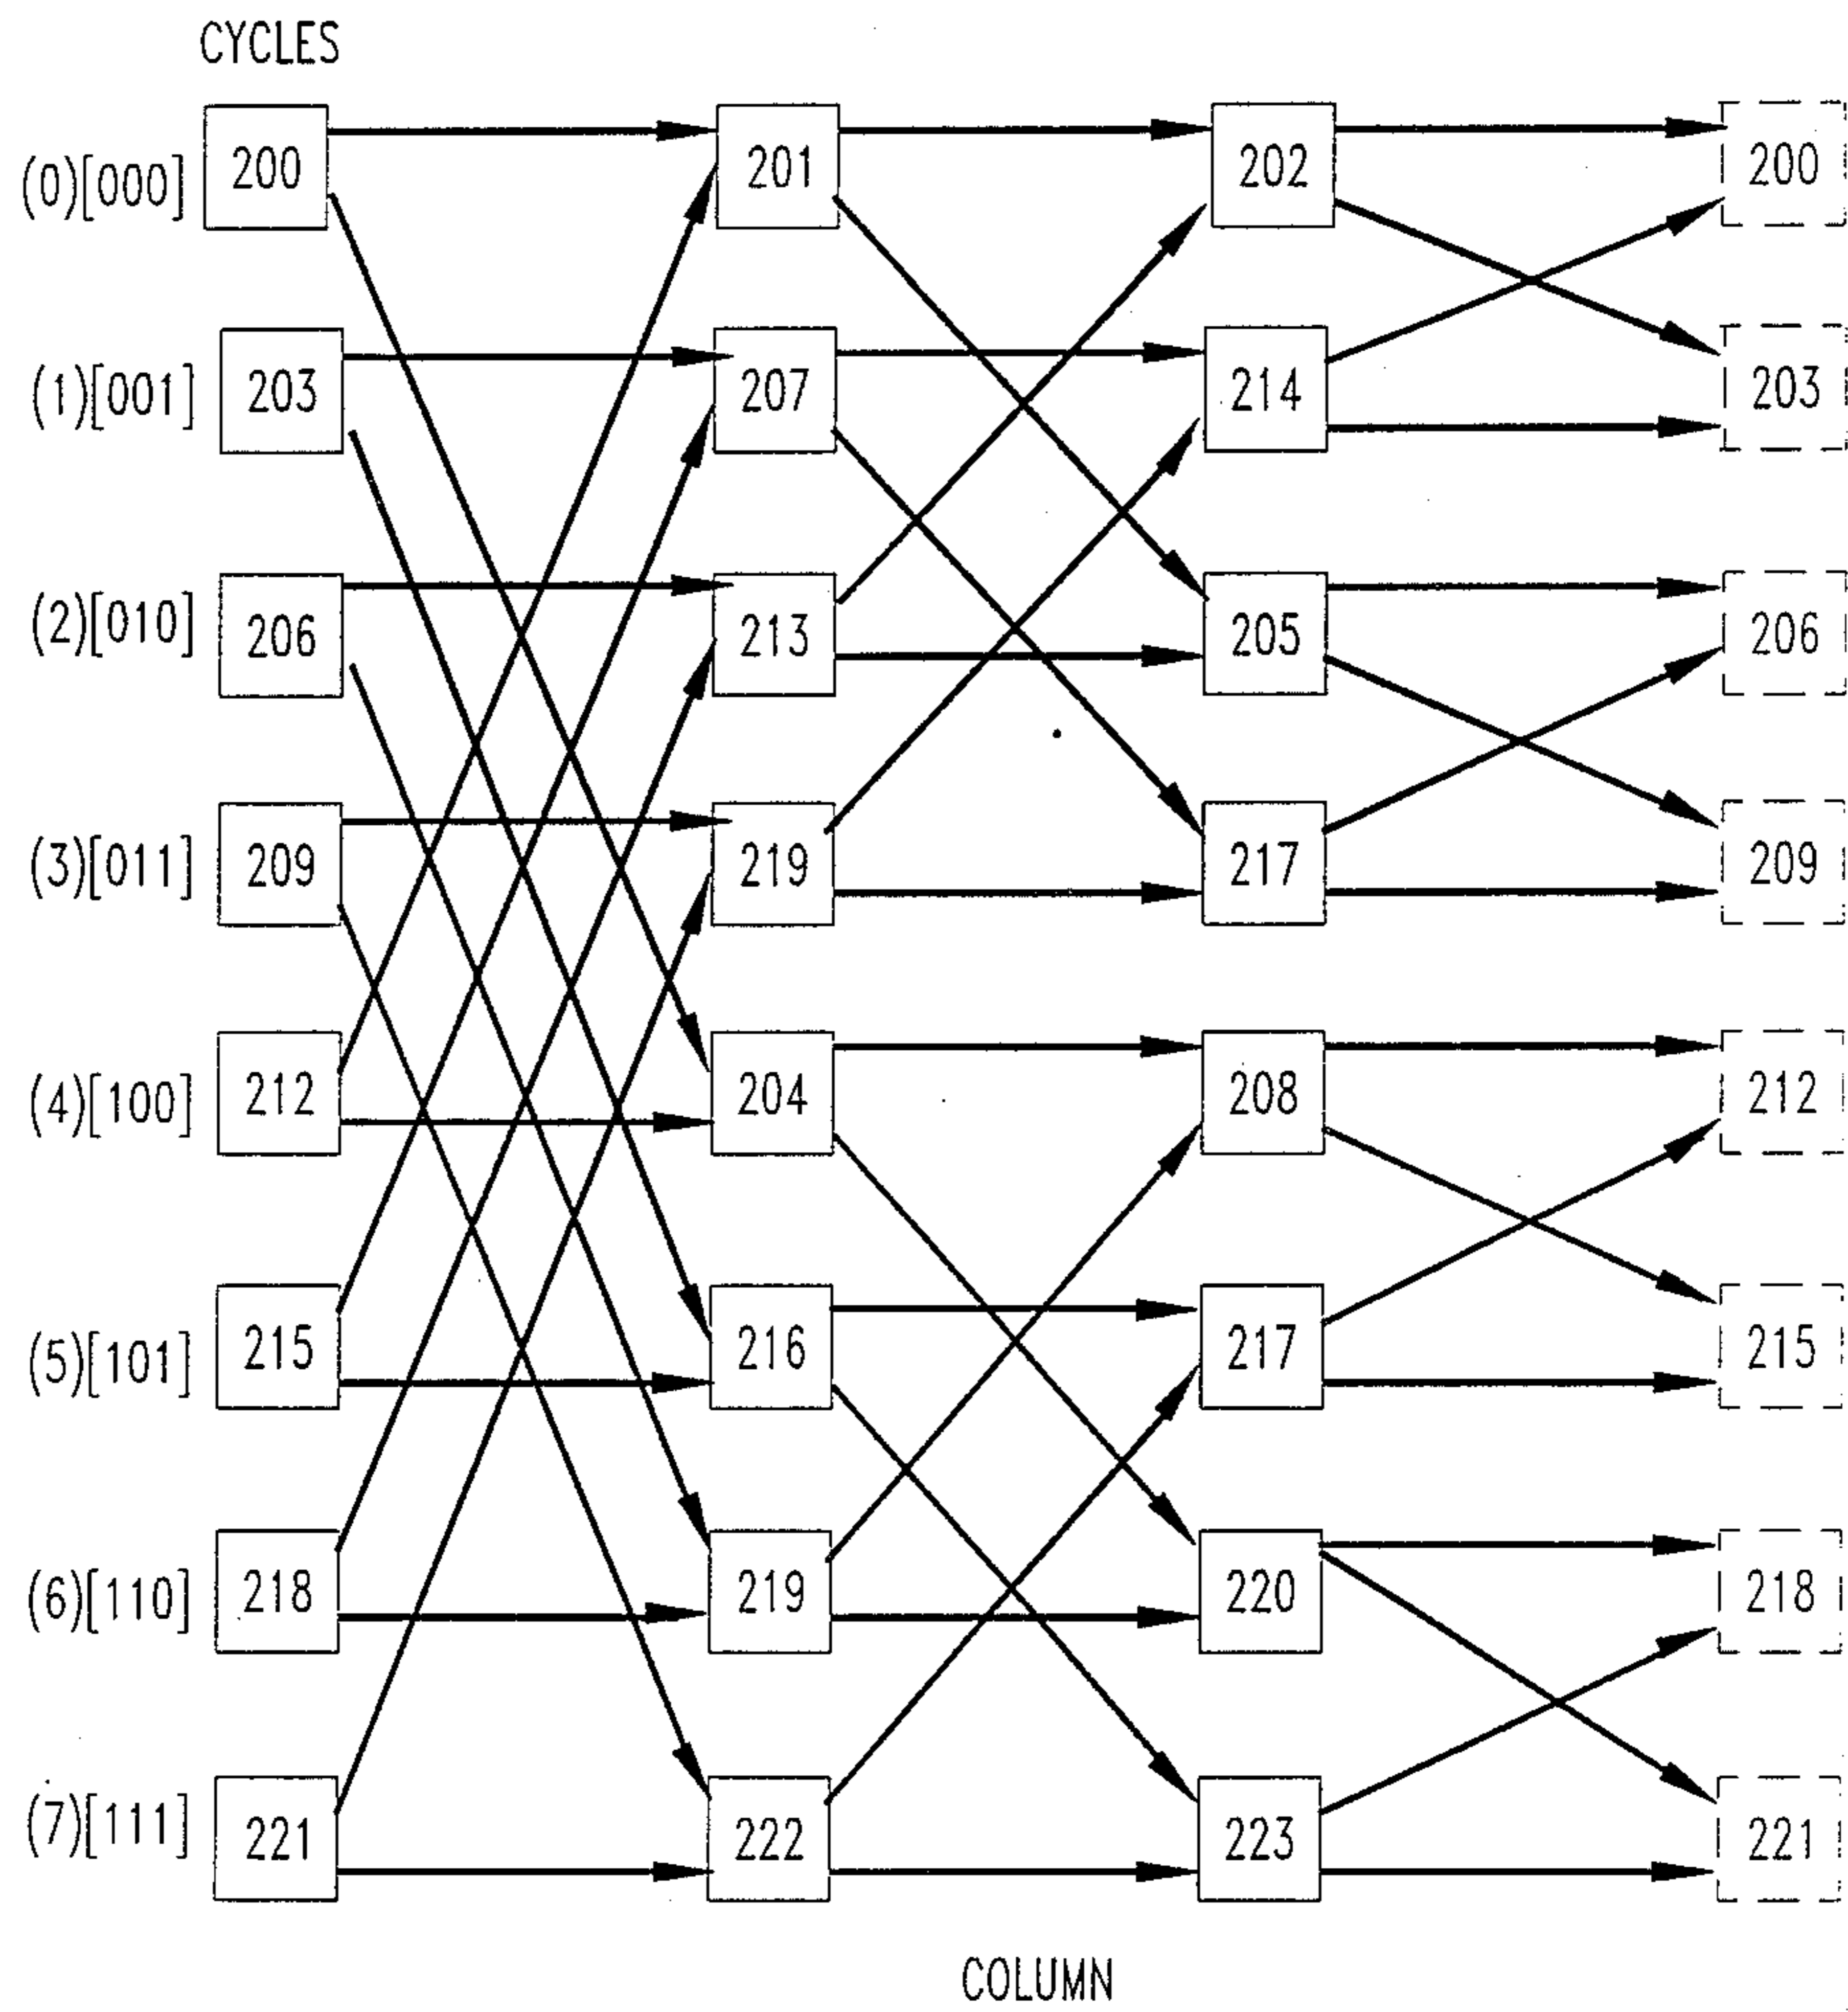 CYCLES
(0)[000] 200 201 202 200
(1)[001] 203 207 214 203
(2)[010] 206 213 205 206
(3)[011] 209 219 217 209
(4)[100] 212 204 208 212
(5)[101] 215 216 217 215
(6)[110] 218 219 220 218
(7)[111] 221 222 223 221
COLUMN